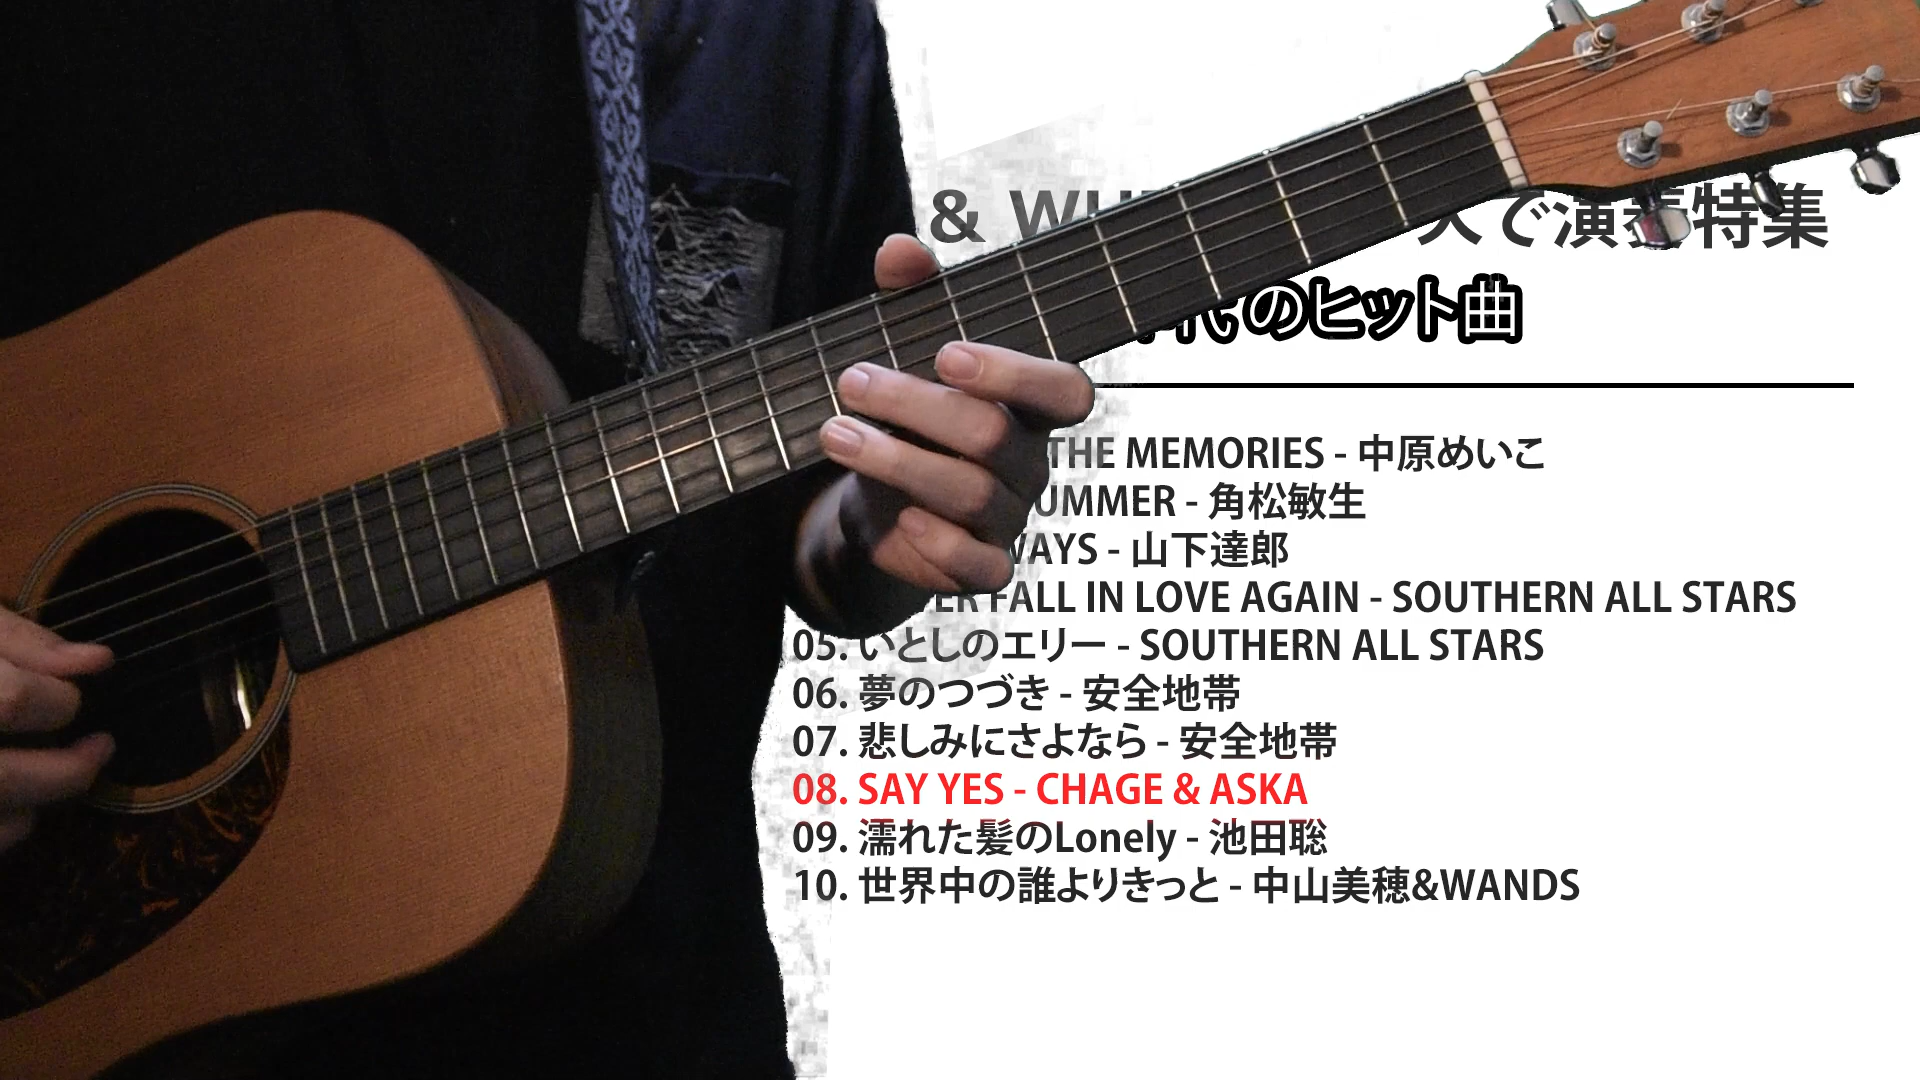 & 人で演奏特集
代のヒット曲
THE MEMORIES - 中原めいこ
SUMMER - 角松敏生
WAYS - 山下達郎
FALL IN LOVE AGAIN - SOUTHERN ALL STARS
05. いとしのエリー - SOUTHERN ALL STARS
06. 夢のつづき - 安全地帯
07. 悲しみにさよなら - 安全地帯
08. SAY YES - CHAGE & ASKA
09. 濡れた髪のLonely - 池田聡
10. 世界中の誰よりきっと - 中山美穂&WANDS